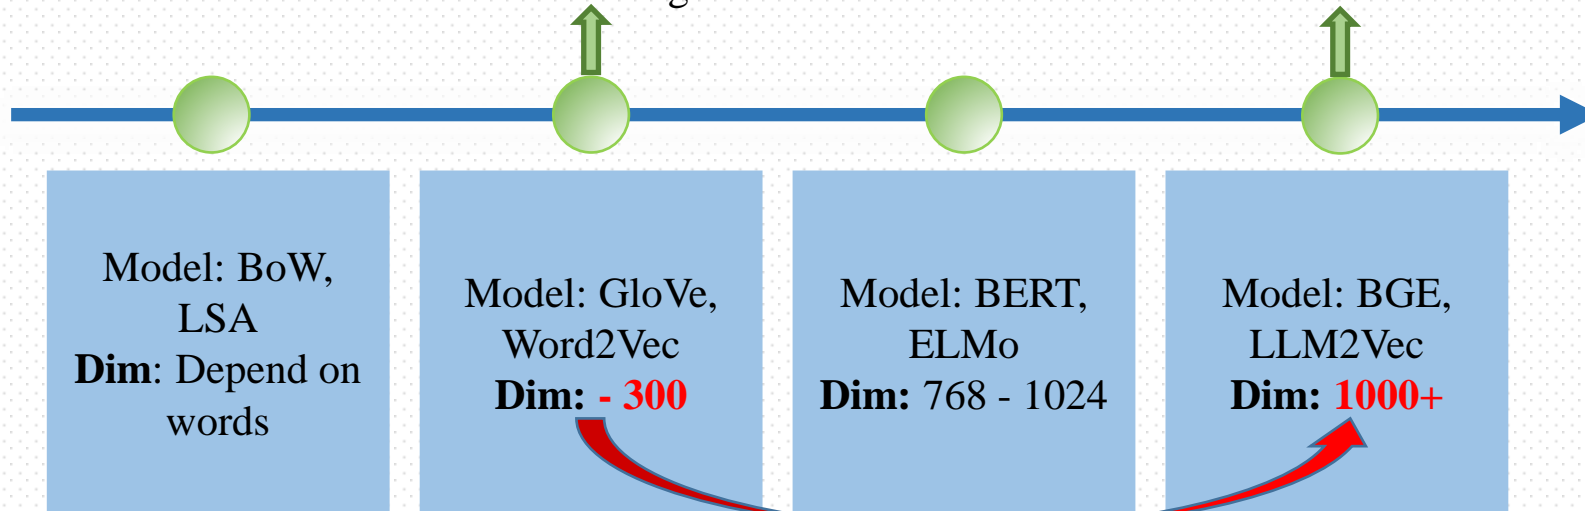 Model: BoW,
LSA
Dim: Depend on
words
Model: GloVe,
Word2Vec
Dim: - 300
Model: BERT,
ELMo
Dim: 768 - 1024
Model: BGE,
LLM2Vec
Dim: 1000+